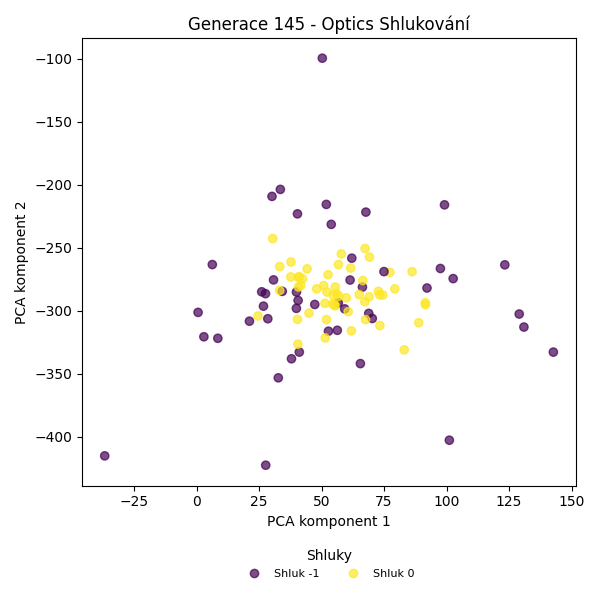 Generace 145 - Optics Shlukování
−100
−150
−200
−250
−300
−350
−400
PCA komponent 2
−25
0
25
50
75
100
125
150
PCA komponent 1
Shluky
Shluk -1
Shluk 0